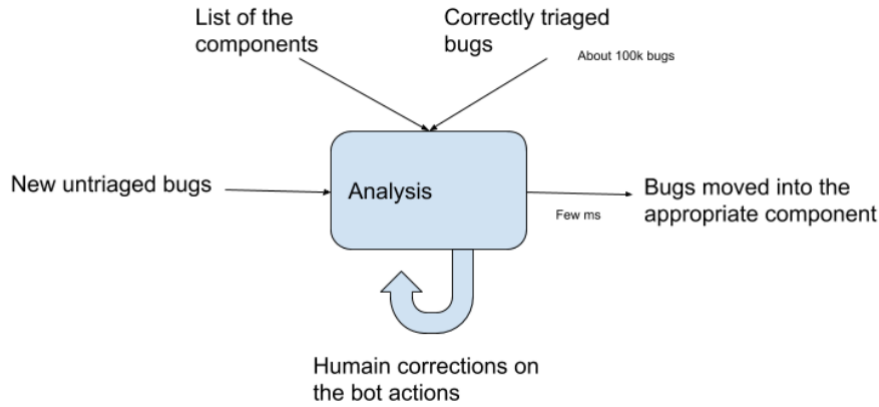 List of the
components
Correctly triaged
bugs
About 100k bugs
New untriaged bugs
Analysis
Few ms
Bugs moved into the
appropriate component
Humain corrections on
the bot actions